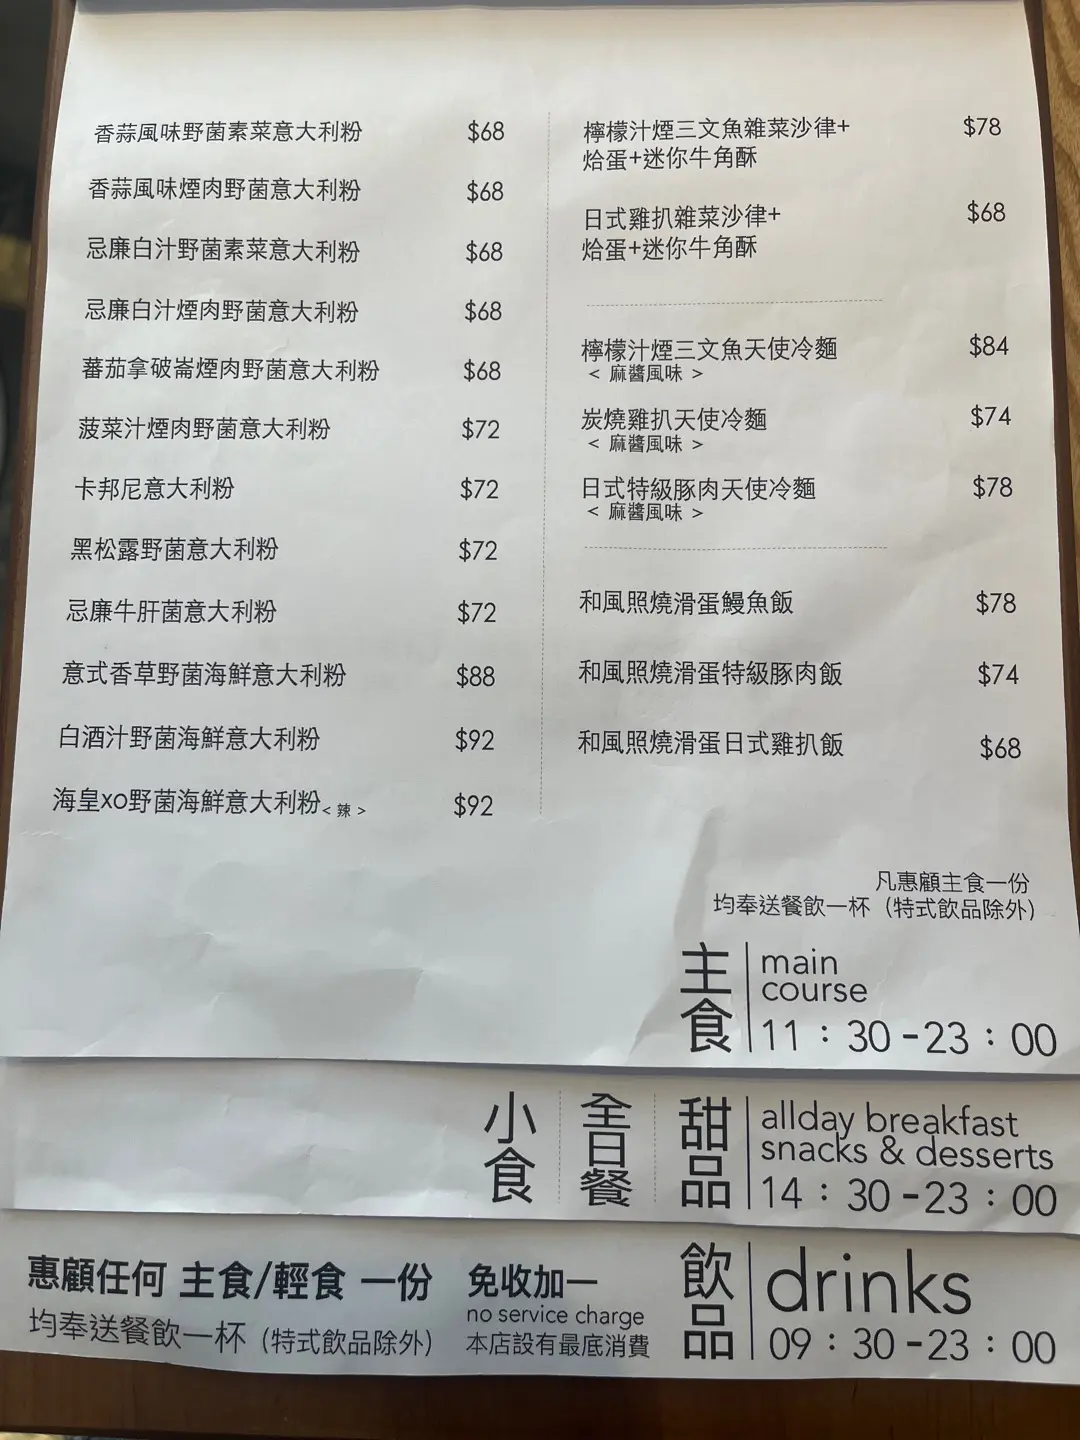 香蒜風味野菌素菜意大利粉 $68
香蒜風味煙肉野菌意大利粉 $68
忌廉白汁野菌素菜意大利粉 $68
忌廉白汁煙肉野菌意大利粉 $68
蕃茄拿破崙煙肉野菌意大利粉 $68
菠菜汁煙肉野菌意大利粉 $72
卡邦尼意大利粉 $72
黑松露野菌意大利粉 $72
忌廉牛肝菌意大利粉 $72
意式香草野菌海鮮意大利粉 $88
白酒汁野菌海鮮意大利粉 $92
海皇xo野菌海鮮意大利粉< 辣 > $92
檸檬汁煙三文魚雜菜沙律+ $78
烚蛋+迷你牛角酥
日式雞扒雜菜沙律+ $68
烚蛋+迷你牛角酥
檸檬汁煙三文魚天使冷麵 $84
< 麻醬風味 >
炭燒雞扒天使冷麵 $74
< 麻醬風味 >
日式特級豚肉天使冷麵 $78
< 麻醬風味 >
和風照燒滑蛋鰻魚飯 $78
和風照燒滑蛋特級豚肉飯 $74
和風照燒滑蛋日式雞扒飯 $68
凡惠顧主食一份
均奉送餐飲一杯（特式飲品除外）
主食
main
course
11：30-23：00
小食
全日餐
甜品
allday breakfast
snacks & desserts
14：30-23：00
惠顧任何 主食/輕食 一份
均奉送餐飲一杯（特式飲品除外）
免收加一
no service charge
本店設有最底消費
飲品
drinks
09：30-23：00